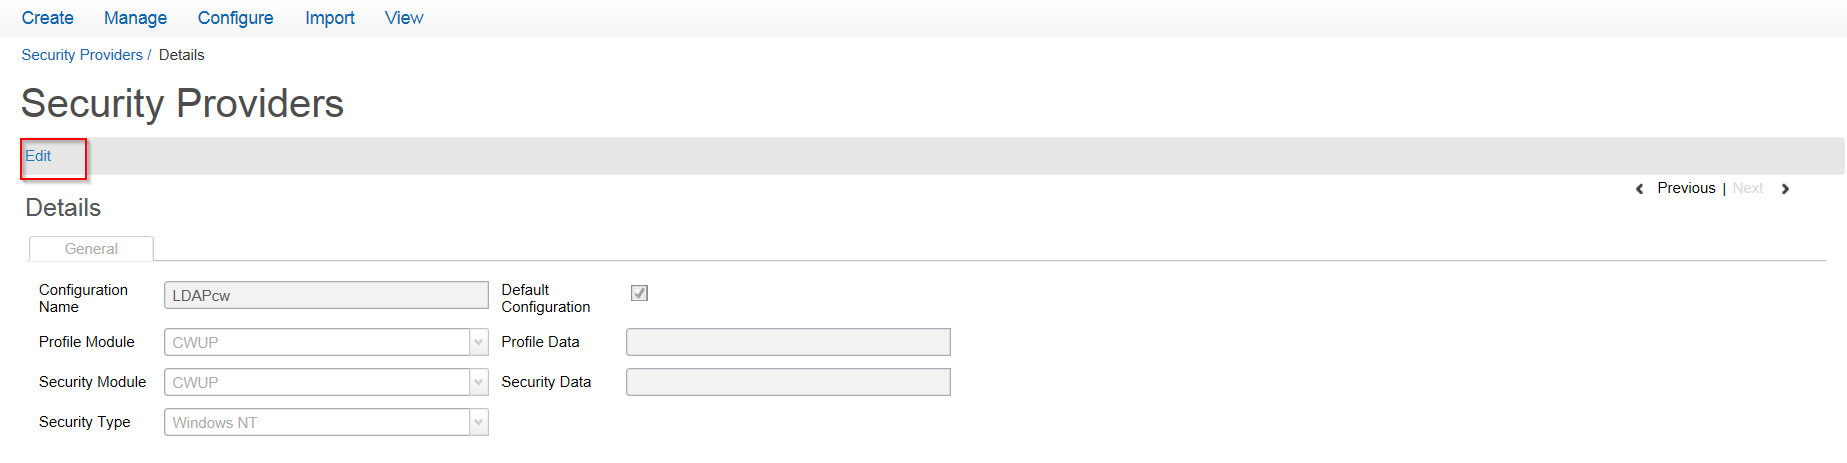 Create Manage Configure Import View
Security Providers / Details
Security Providers
Edit
Previous | Next
Details
General
Configuration Name LDAPcw Default Configuration
Profile Module CWUP Profile Data
Security Module CWUP Security Data
Security Type Windows NT